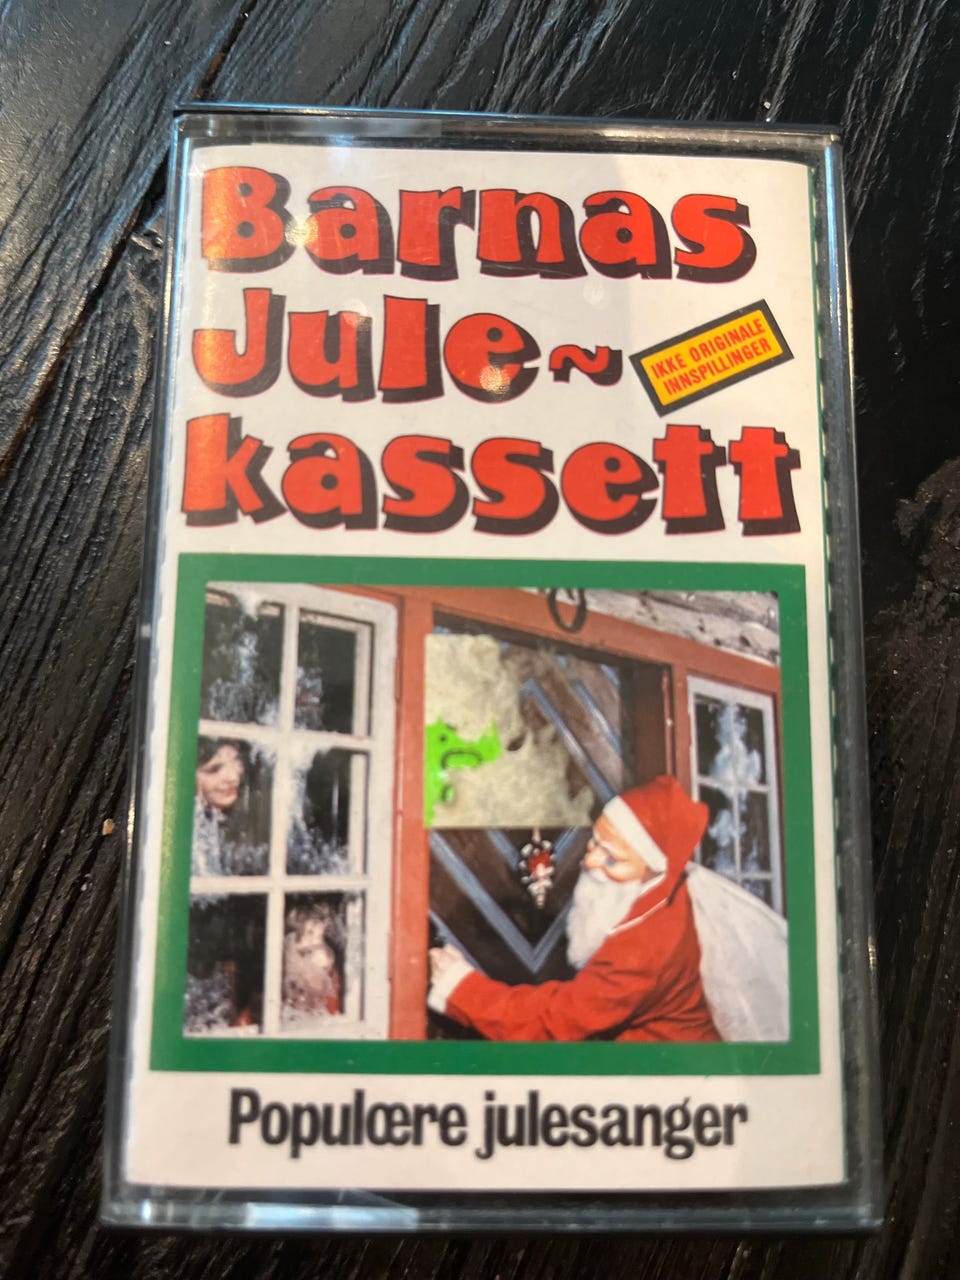 Barnas
Jule~
kassett
IKKE ORIGINALE
INNSPILLINGER
Populære julesanger